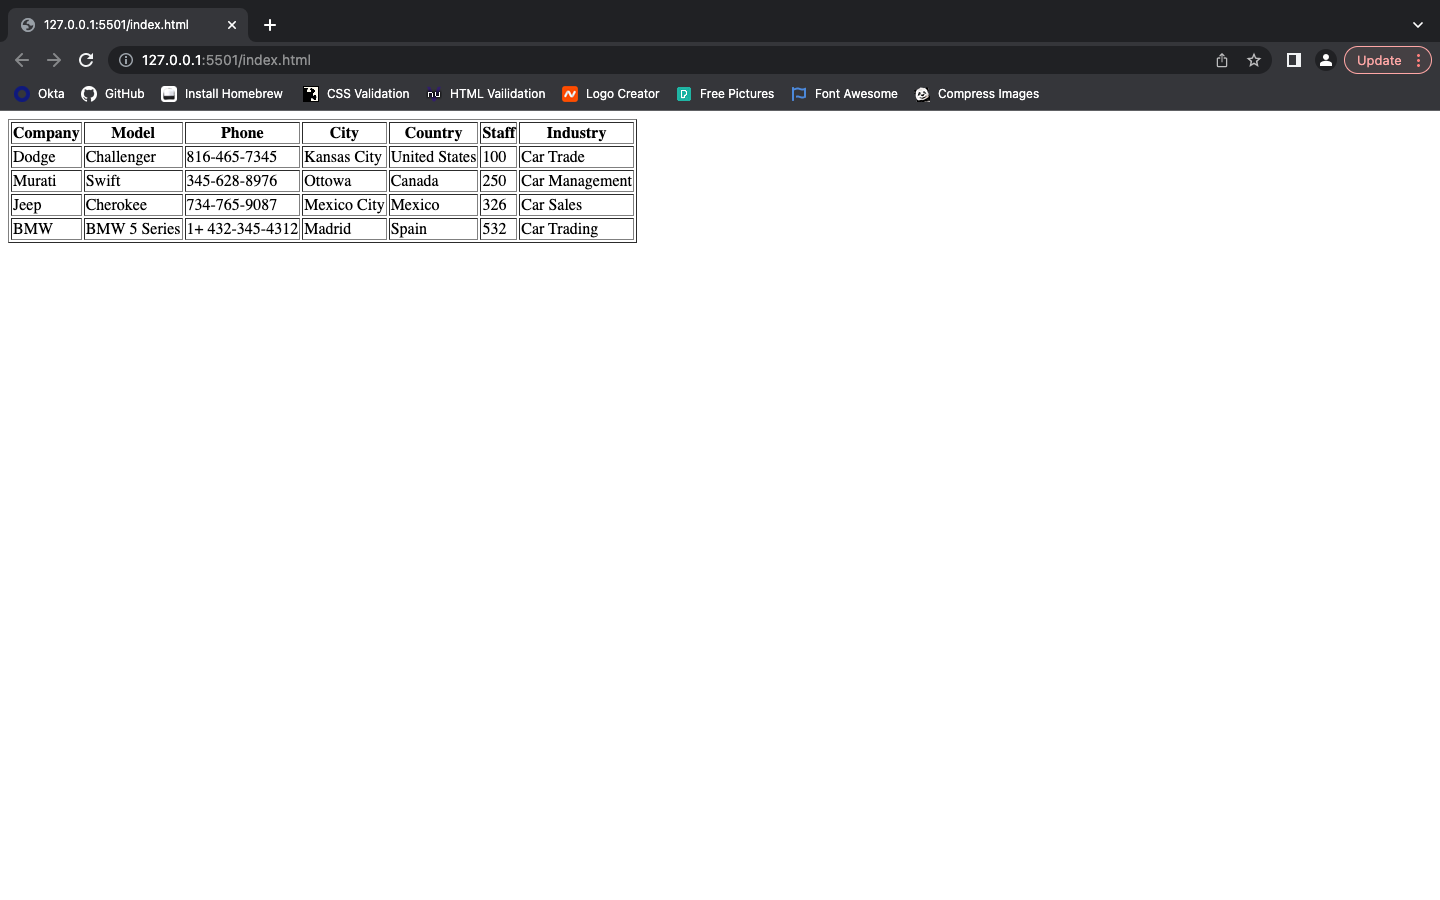 127.0.0.1:5501/index.html
127.0.0.1:5501/index.html Update
Okta GitHub Install Homebrew CSS Validation nu HTML Vailidation Logo Creator Free Pictures Font Awesome Compress Images
Company Model Phone City Country Staff Industry
Dodge Challenger 816-465-7345 Kansas City United States 100 Car Trade
Murati Swift 345-628-8976 Ottowa Canada 250 Car Management
Jeep Cherokee 734-765-9087 Mexico City Mexico 326 Car Sales
BMW BMW 5 Series 1+ 432-345-4312 Madrid Spain 532 Car Trading